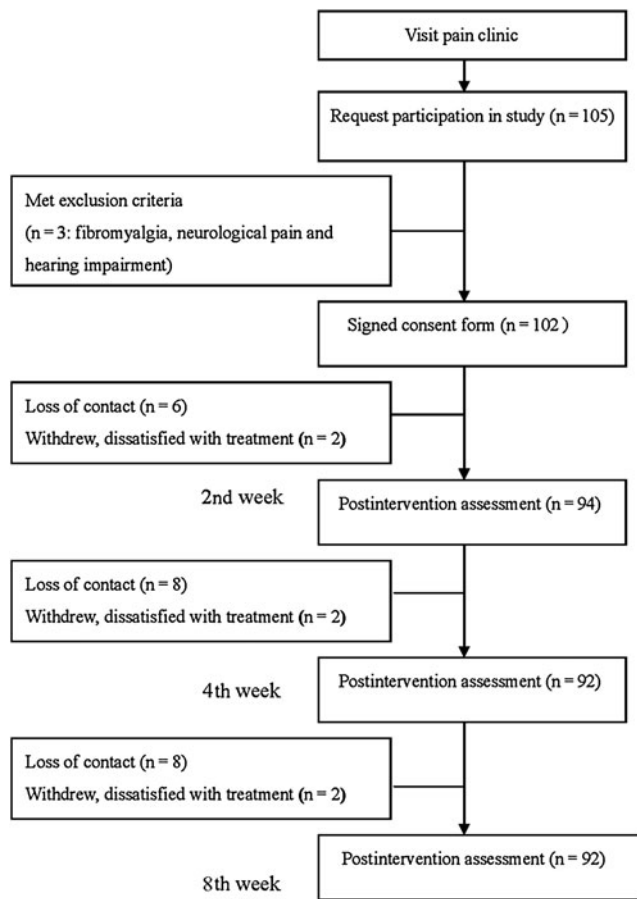 Visit pain clinic
Request participation in study (n = 105)
Met exclusion criteria
(n = 3: fibromyalgia, neurological pain and
hearing impairment)
Signed consent form (n = 102 )
Loss of contact (n = 6)
Withdrew, dissatisfied with treatment (n = 2)
2nd week
Postintervention assessment (n = 94)
Loss of contact (n = 8)
Withdrew, dissatisfied with treatment (n = 2)
4th week
Postintervention assessment (n = 92)
Loss of contact (n = 8)
Withdrew, dissatisfied with treatment (n = 2)
Postintervention assessment (n = 92)
8th week